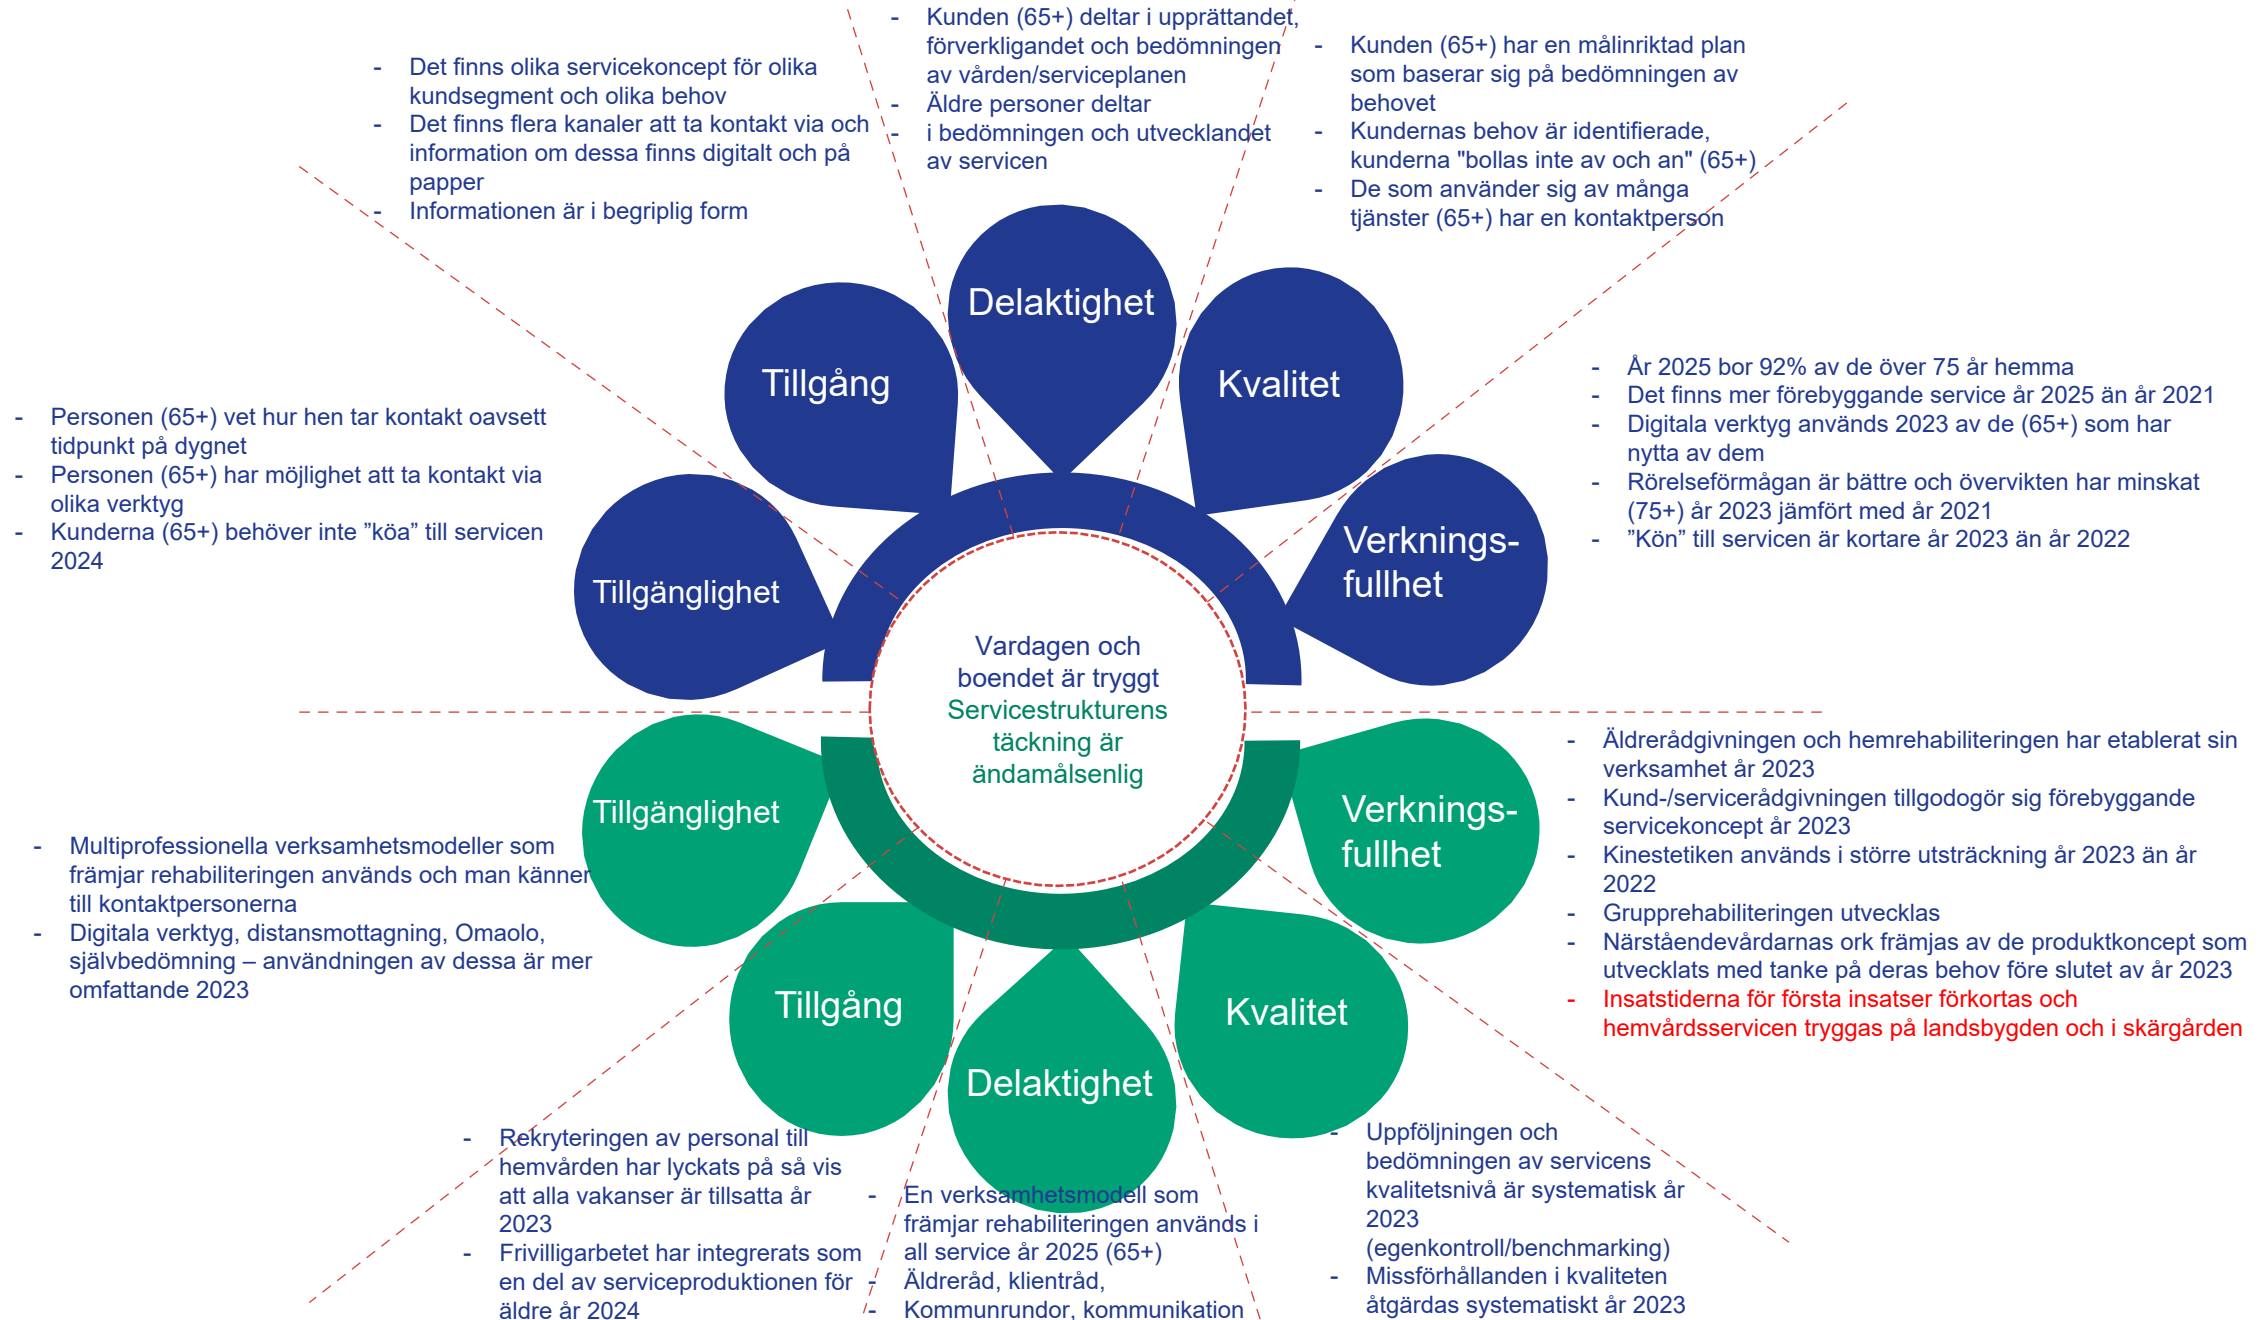 - Det finns olika servicekoncept för olika
kundsegment och olika behov
- Det finns flera kanaler att ta kontakt via och
information om dessa finns digitalt och på
papper
- Informationen är i begriplig form
- Kunden (65+) deltar i upprättandet,
förverkligandet och bedömningen
av vården/serviceplanen
- Äldre personer deltar
- i bedömningen och utvecklandet
av servicen
- Kunden (65+) har en målinriktad plan
som baserar sig på bedömningen av
behovet
- Kundernas behov är identifierade,
kunderna "bollas inte av och an" (65+)
- De som använder sig av många
tjänster (65+) har en kontaktperson
- Personen (65+) vet hur hen tar kontakt oavsett
tidpunkt på dygnet
- Personen (65+) har möjlighet att ta kontakt via
olika verktyg
- Kunderna (65+) behöver inte ”köa” till servicen
2024
Tillgänglighet
Tillgång
Delaktighet
Kvalitet
Verknings-
fullhet
- År 2025 bor 92% av de över 75 år hemma
- Det finns mer förebyggande service år 2025 än år 2021
- Digitala verktyg används 2023 av de (65+) som har
nytta av dem
- Rörelseförmågan är bättre och övervikten har minskat
(75+) år 2023 jämfört med år 2021
- ”Kön” till servicen är kortare år 2023 än år 2022
Vardagen och
boendet är tryggt
Servicestrukturens
täckning är
ändamålsenlig
Tillgänglighet
Tillgång
Delaktighet
Kvalitet
Verknings-
fullhet
- Multiprofessionella verksamhetsmodeller som
främjar rehabiliteringen används och man känner
till kontaktpersonerna
- Digitala verktyg, distansmottagning, Omaolo,
självbedömning – användningen av dessa är mer
omfattande 2023
- Äldrerådgivningen och hemrehabiliteringen har etablerat sin
verksamhet år 2023
- Kund-/servicerådgivningen tillgodogör sig förebyggande
servicekoncept år 2023
- Kinestetiken används i större utsträckning år 2023 än år
2022
- Grupprehabiliteringen utvecklas
- Närståendevårdarnas ork främjas av de produktkoncept som
utvecklats med tanke på deras behov före slutet av år 2023
- Insatstiderna för första insatser förkortas och
hemvårdsservicen tryggas på landsbygden och i skärgården
- Rekryteringen av personal till
hemvården har lyckats på så vis
att alla vakanser är tillsatta år
2023
- Frivilligarbetet har integrerats som
en del av serviceproduktionen för
äldre år 2024
- En verksamhetsmodell som
främjar rehabiliteringen används i
all service år 2025 (65+)
- Äldreråd, klientråd,
- Kommunrundor, kommunikation
- Uppföljningen och
bedömningen av servicens
kvalitetsnivå är systematisk år
2023
(egenkontroll/benchmarking)
- Missförhållanden i kvaliteten
åtgärdas systematiskt år 2023